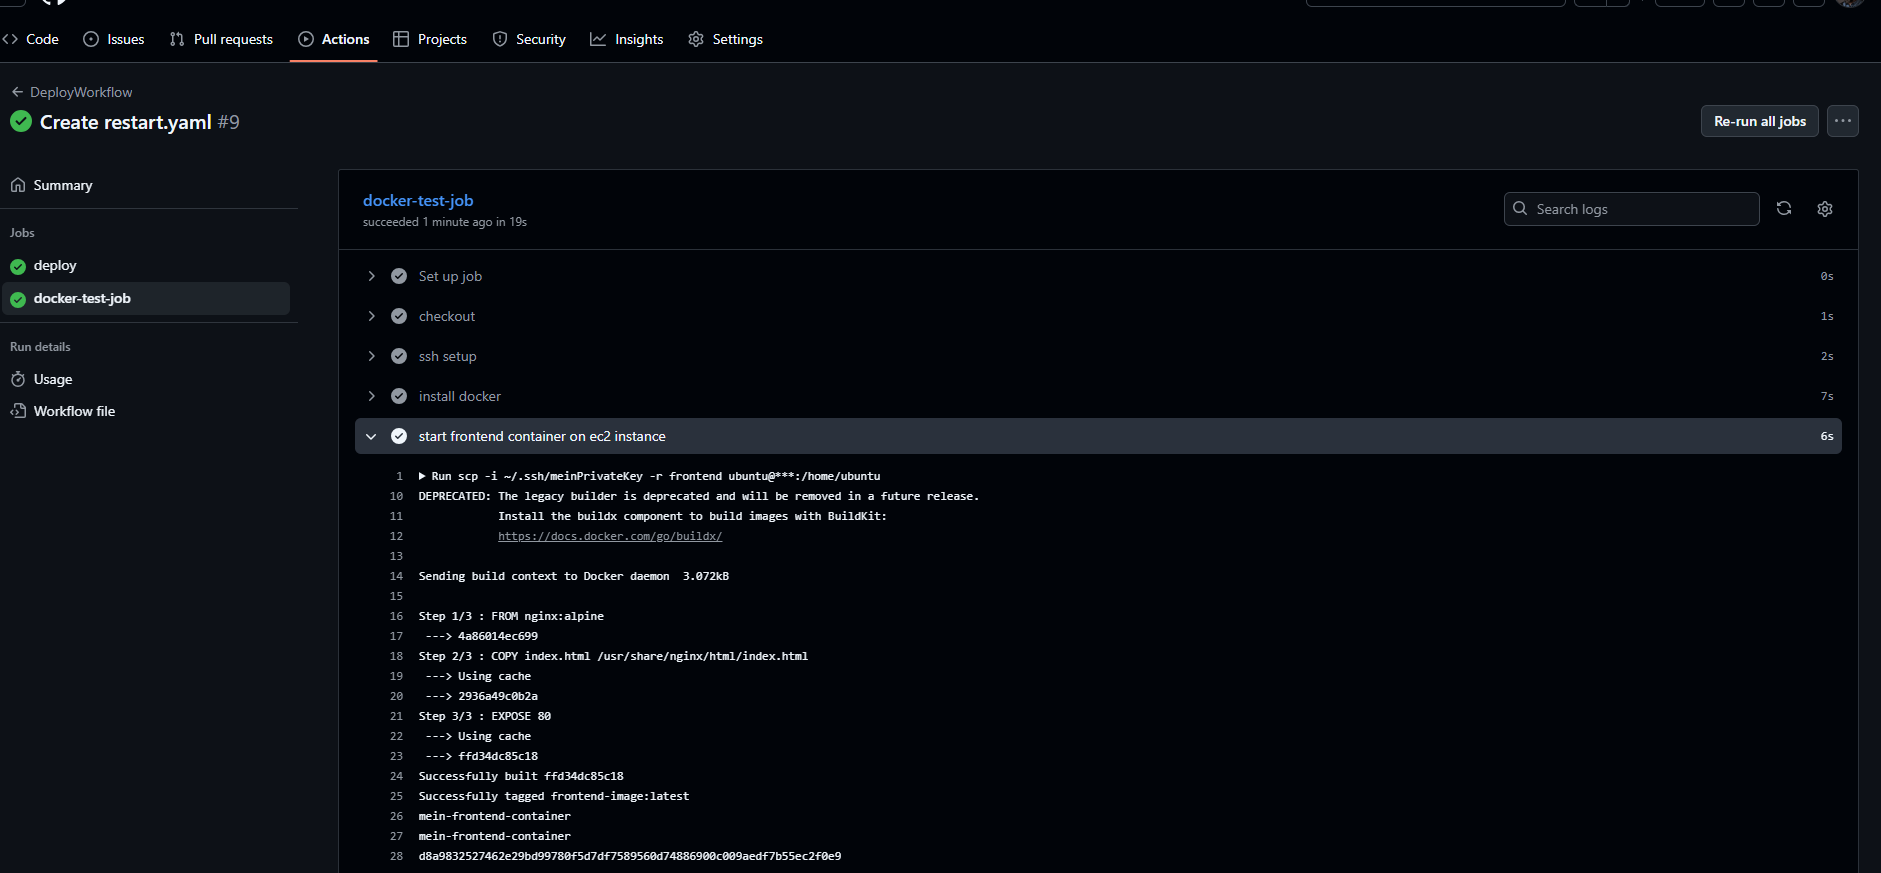 Code Issues Pull requests Actions Projects Security Insights Settings
DeployWorkflow
Create restart.yaml #9
Re-run all jobs
Summary
Jobs
deploy
docker-test-job
Run details
Usage
Workflow file
docker-test-job
succeeded 1 minute ago in 19s
Search logs
Set up job 0s
checkout 1s
ssh setup 2s
install docker 7s
start frontend container on ec2 instance 6s
1 Run scp -i ~/.ssh/meinPrivateKey -r frontend ubuntu@***:/home/ubuntu
10 DEPRECATED: The legacy builder is deprecated and will be removed in a future release.
11 Install the buildx component to build images with BuildKit:
12 https://docs.docker.com/go/buildx/
13
14 Sending build context to Docker daemon 3.072kB
15
16 Step 1/3 : FROM nginx:alpine
17 ---> 4a86014ec699
18 Step 2/3 : COPY index.html /usr/share/nginx/html/index.html
19 ---> Using cache
20 ---> 2936a49c0b2a
21 Step 3/3 : EXPOSE 80
22 ---> Using cache
23 ---> ffd34dc85c18
24 Successfully built ffd34dc85c18
25 Successfully tagged frontend-image:latest
26 mein-frontend-container
27 mein-frontend-container
28 d8a9832527462e29bd99780f5d7df7589560d74886900c009aedf7b55ec2f0e9